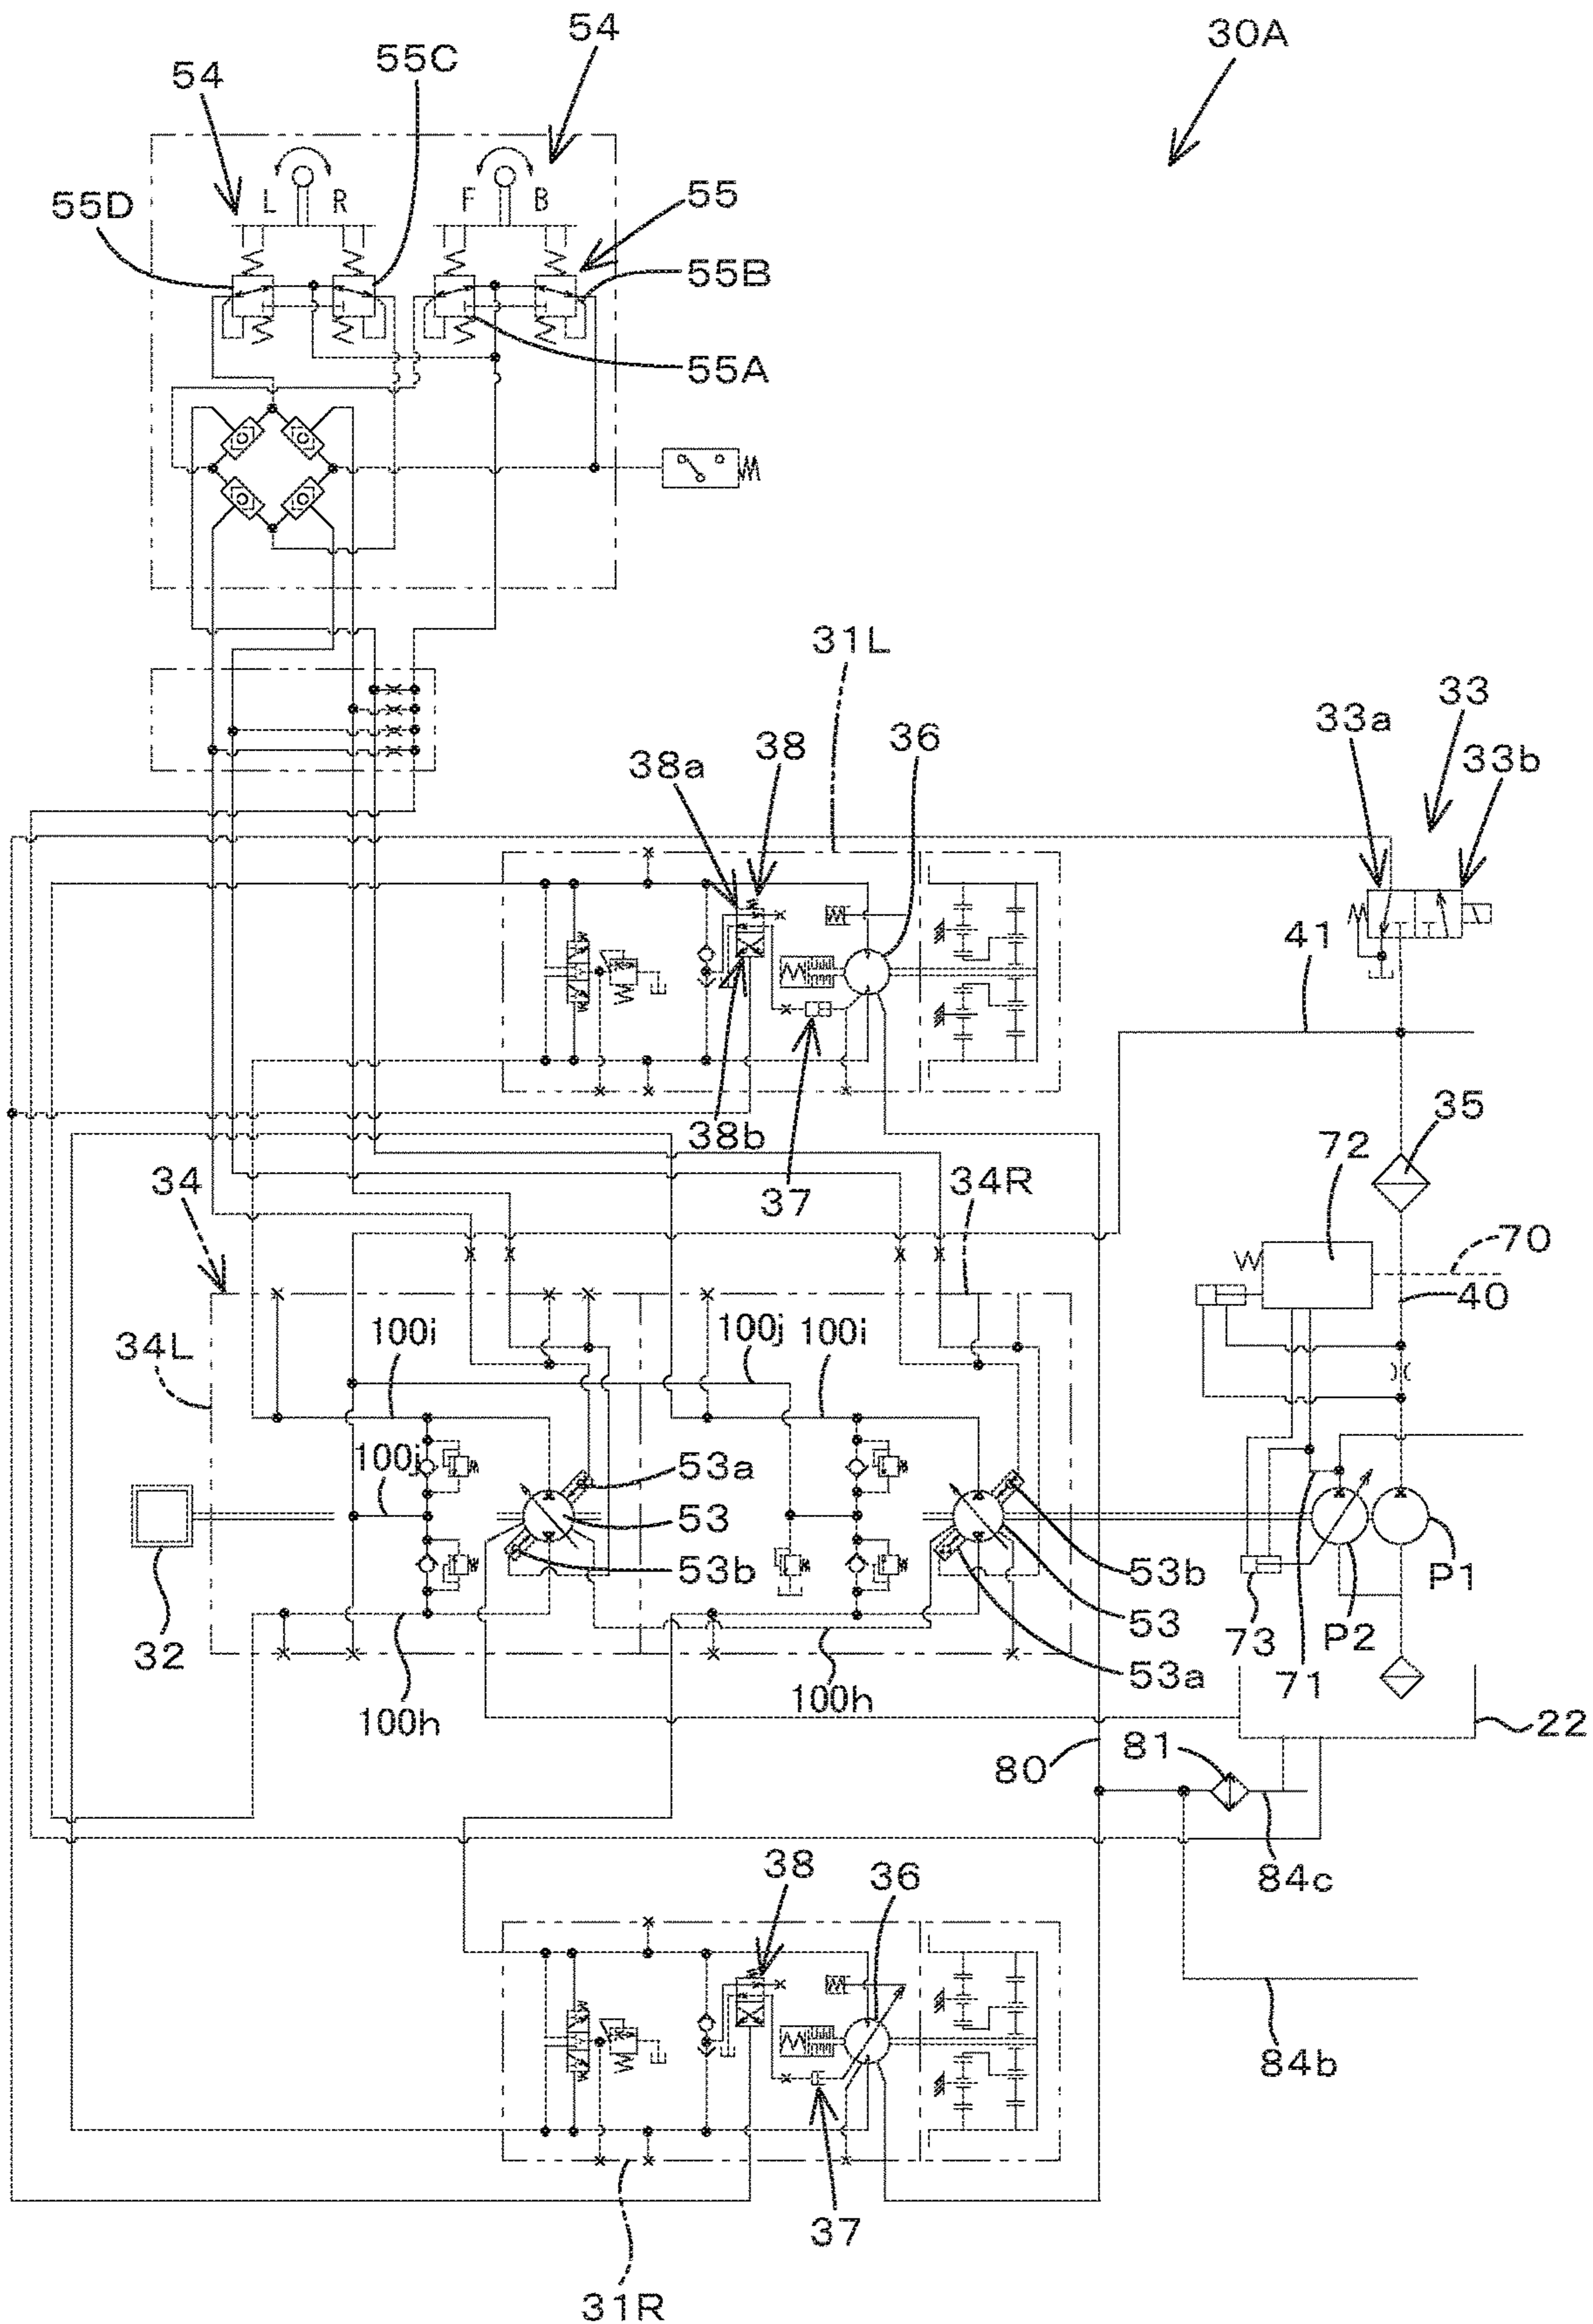 54
30A
54
55C
L
R
F
B
55D
55
55B
55A
31L
33
33a
33b
38
36
38a
41
38b
37
35
72
34
34R
70
40
34L
100i
100j
100i
100j
53a
53
53b
53b
P1
53
P2
53a
73
71
32
100h
100h
22
81
80
84c
38
36
84b
37
31R